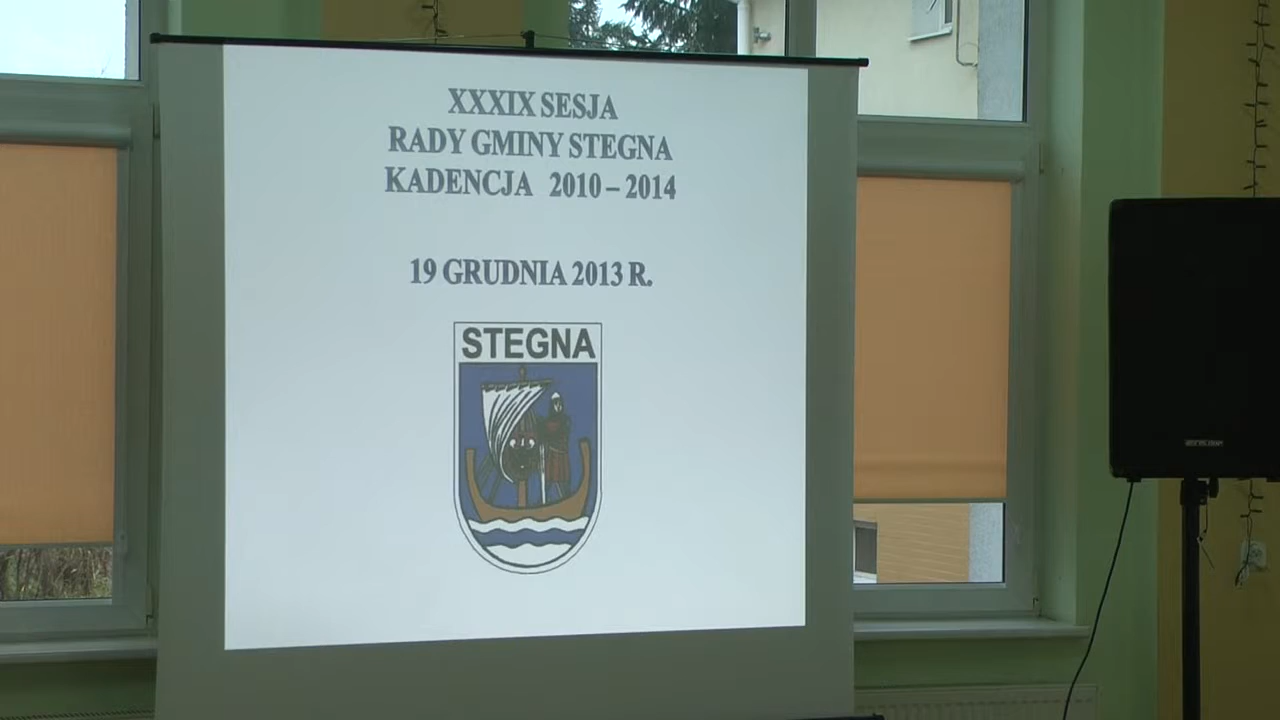 XXXIX SESJA
RADY GMINY STEGNA
KADENCJA 2010 – 2014
19 GRUDNIA 2013 R.
STEGNA